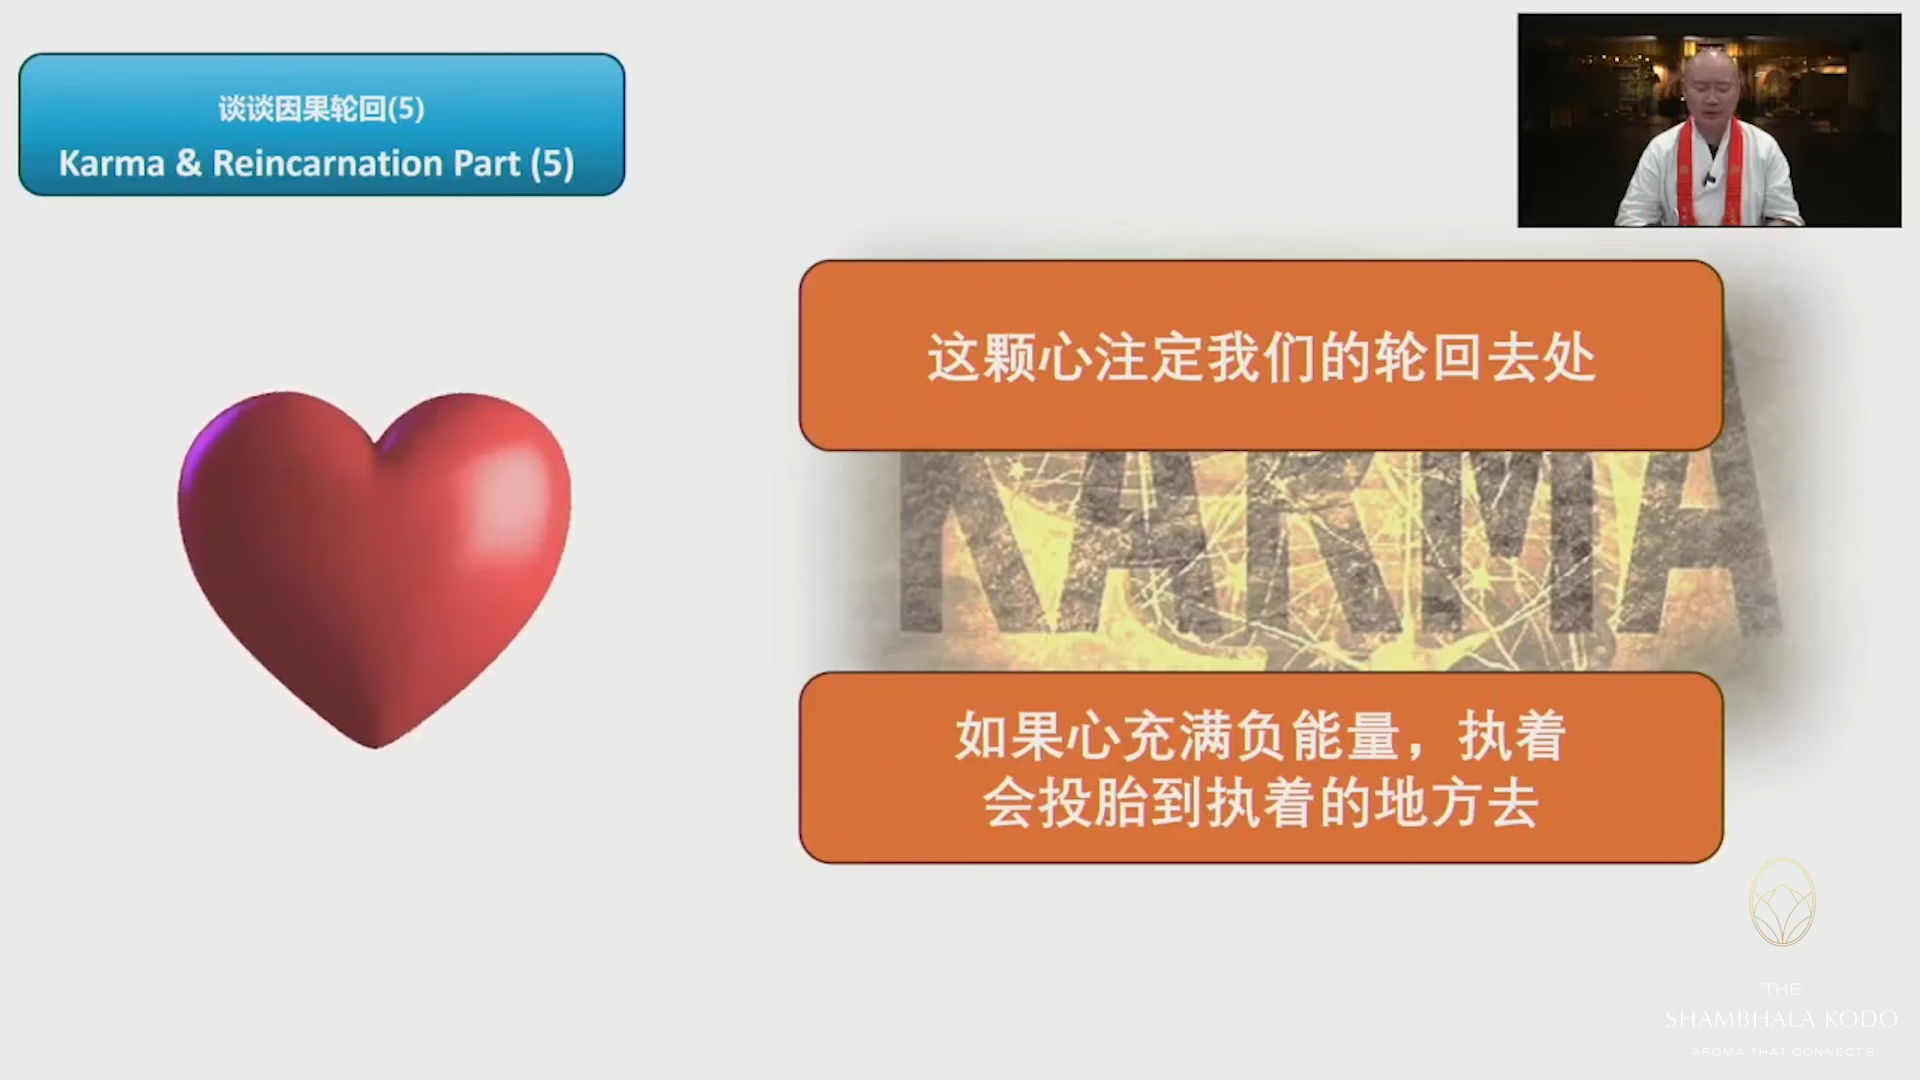 谈谈因果轮回(5)
Karma & Reincarnation Part (5)
这颗心注定我们的轮回去处
KARMA
如果心充满负能量，执着
会投胎到执着的地方去
THE
SHAMBHALA KODO
AROMA THAT CONNECTS